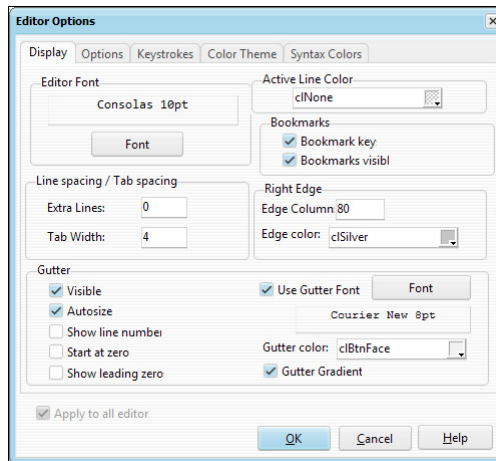 Editor Options
Display Options Keystrokes Color Theme Syntax Colors
Editor Font
Consolas 10pt
Font
Active Line Color
clNone
Bookmarks
Bookmark key
Bookmarks visibl
Line spacing / Tab spacing
Extra Lines: 0
Tab Width: 4
Right Edge
Edge Column 80
Edge color: clSilver
Gutter
Visible
Autosize
Show line number
Start at zero
Show leading zero
Use Gutter Font
Font
Courier New 8pt
Gutter color: clBtnFace
Gutter Gradient
Apply to all editor
OK Cancel Help